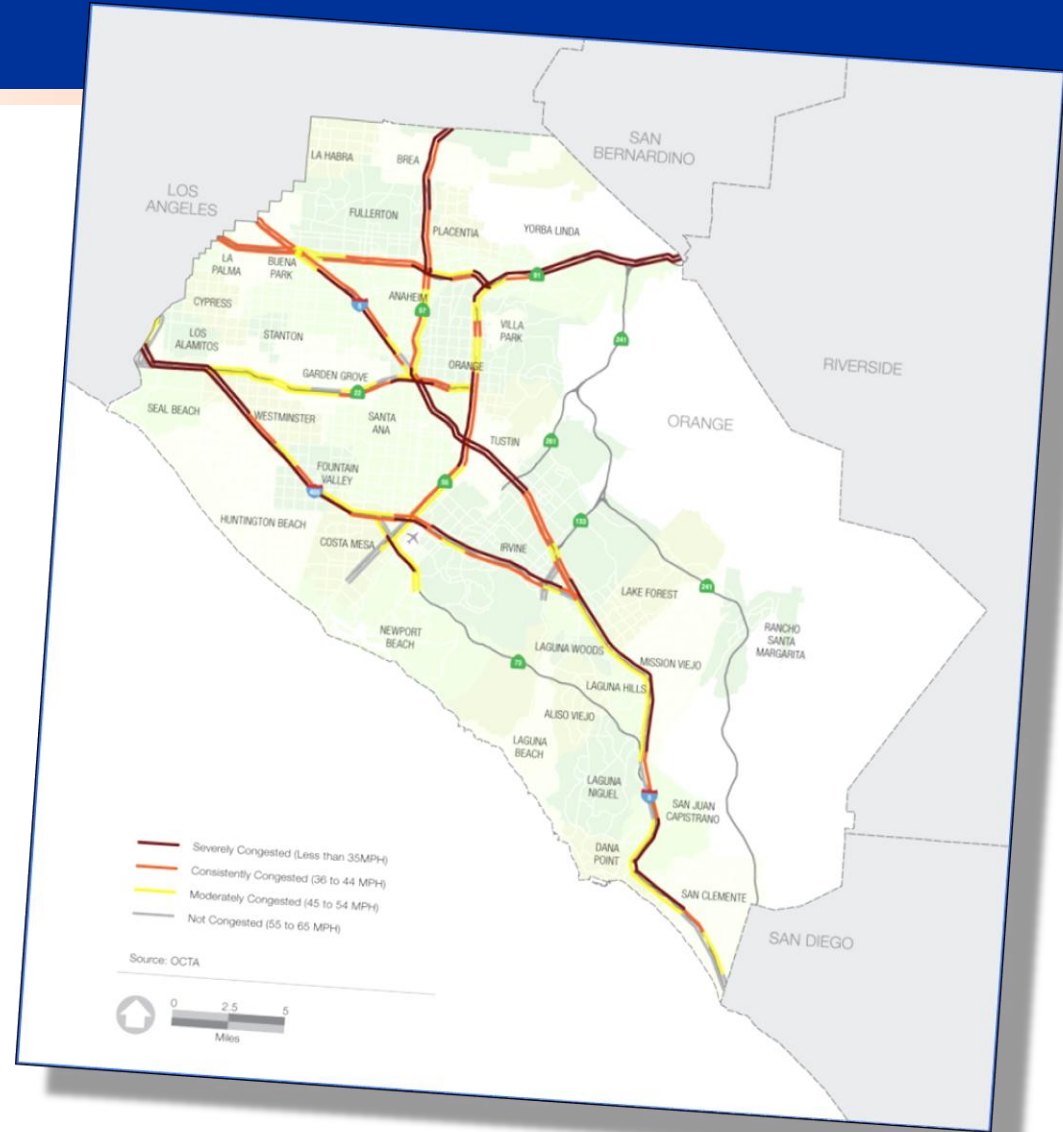 SAN
BERNARDINO
LA HABRA
BREA
LOS
ANGELES
FULLERTON
PLACENTIA
YORBA LINDA
LA
PALMA
BUENA
PARK
91
5
ANAHEIM
57
CYPRESS
VILLA
PARK
LOS
ALAMITOS
STANTON
241
RIVERSIDE
GARDEN GROVE
ORANGE
22
SEAL BEACH
WESTMINSTER
SANTA
ANA
ORANGE
TUSTIN
261
FOUNTAIN
VALLEY
55
405
HUNTINGTON BEACH
133
COSTA MESA
IRVINE
LAKE FOREST
241
NEWPORT
BEACH
RANCHO
SANTA
MARGARITA
LAGUNA WOODS
73
MISSION VIEJO
LAGUNA HILLS
ALISO VIEJO
LAGUNA
BEACH
LAGUNA
NIGUEL
5
SAN JUAN
CAPISTRANO
DANA
POINT
SAN CLEMENTE
SAN DIEGO
Severely Congested (Less than 35MPH)
Consistently Congested (36 to 44 MPH)
Moderately Congested (45 to 54 MPH)
Not Congested (55 to 65 MPH)
Source: OCTA
0 2.5 5
Miles